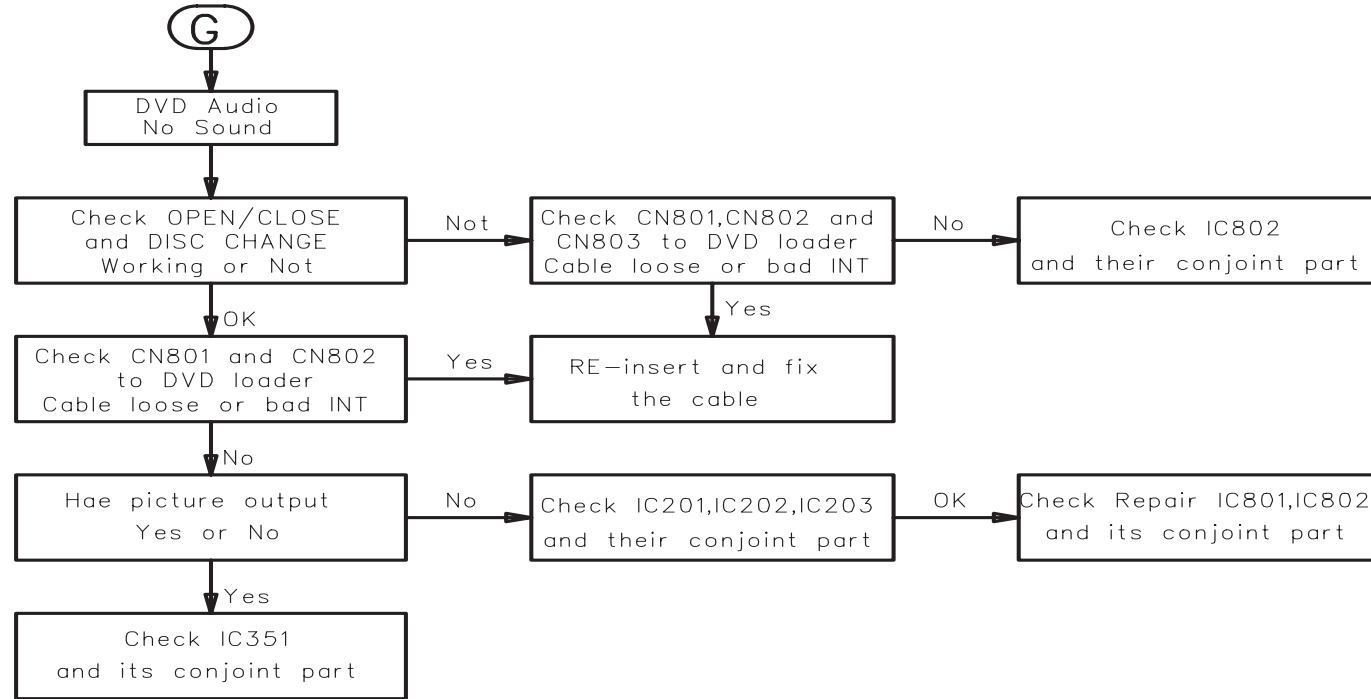 G
DVD Audio
No Sound
Check OPEN/CLOSE
and DISC CHANGE
Working or Not
Not
Check CN801,CN802 and
CN803 to DVD loader
Cable loose or bad INT
No
Check IC802
and their conjoint part
OK
Yes
Check CN801 and CN802
to DVD loader
Cable loose or bad INT
Yes
RE-insert and fix
the cable
No
Hae picture output
Yes or No
No
Check IC201,IC202,IC203
and their conjoint part
OK
Check Repair IC801,IC802
and its conjoint part
Yes
Check IC351
and its conjoint part